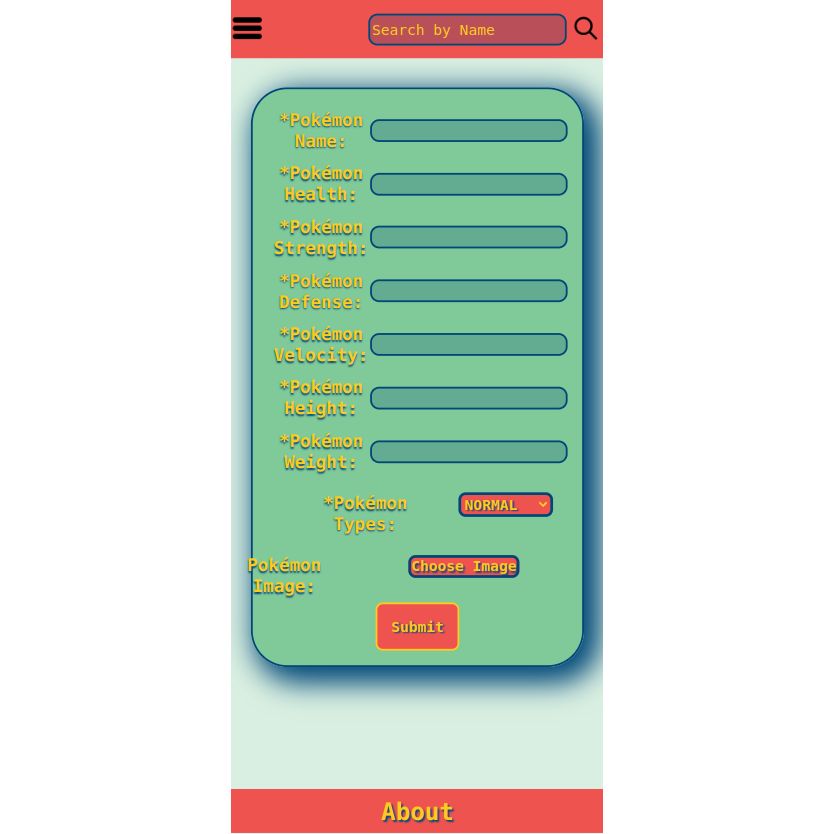 Search by Name
*Pokémon
Name:
*Pokémon
Health:
*Pokémon
Strength:
*Pokémon
Defense:
*Pokémon
Velocity:
*Pokémon
Height:
*Pokémon
Weight:
*Pokémon
Types:
NORMAL
Pokémon
Image:
Choose Image
Submit
About